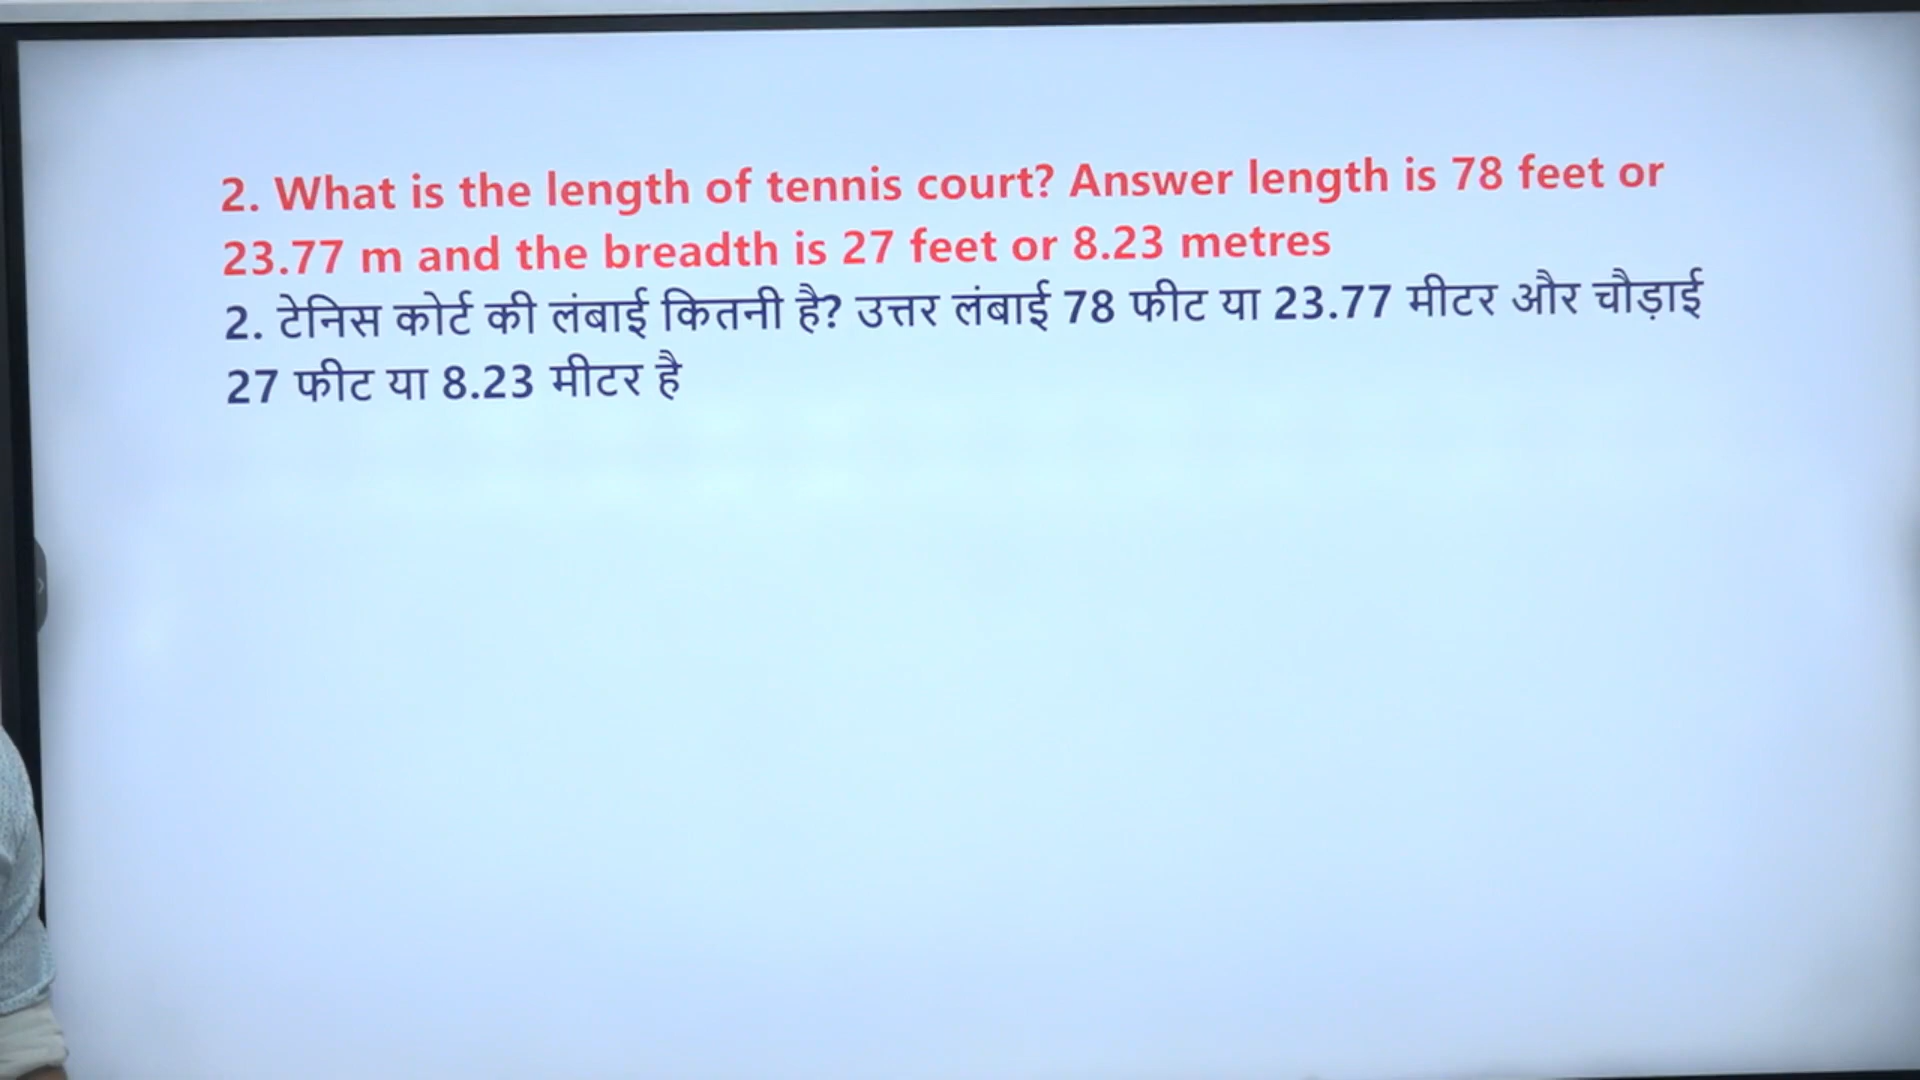 2. What is the length of tennis court? Answer length is 78 feet or
23.77 m and the breadth is 27 feet or 8.23 metres
2. टेनिस कोर्ट की लंबाई कितनी है? उत्तर लंबाई 78 फीट या 23.77 मीटर और चौड़ाई
27 फीट या 8.23 मीटर है